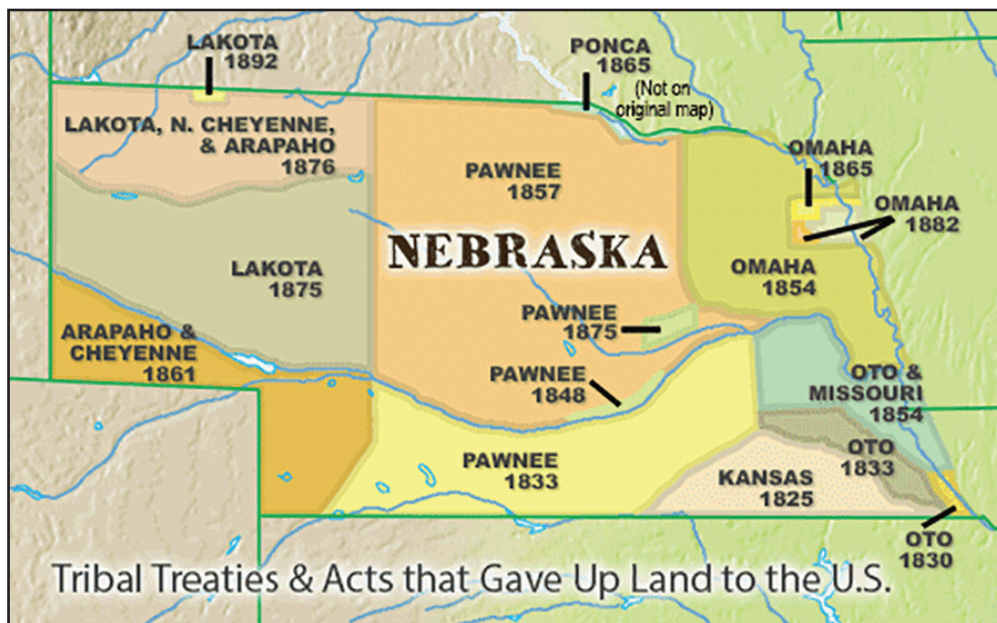 LAKOTA
1892
PONCA
1865
(Not on
original map)
LAKOTA, N. CHEYENNE,
& ARAPAHO
1876
PAWNEE
1857
OMAHA
1865
OMAHA
1882
NEBRASKA
LAKOTA
1875
OMAHA
1854
PAWNEE
1875
ARAPAHO &
CHEYENNE
1861
PAWNEE
1848
OTO &
MISSOURI
1854
OTO
1833
PAWNEE
1833
KANSAS
1825
OTO
1830
Tribal Treaties & Acts that Gave Up Land to the U.S.